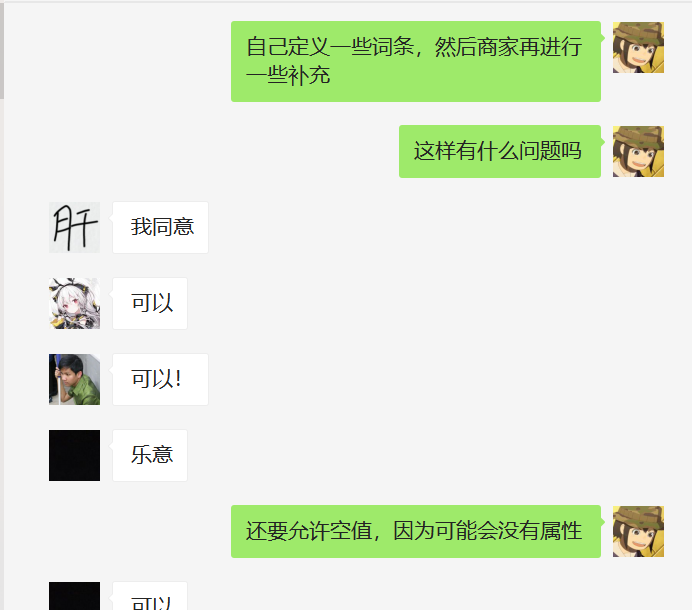 自己定义一些词条，然后商家再进行
一些补充
这样有什么问题吗
肝
我同意
可以
可以！
乐意
还要允许空值，因为可能会没有属性
可以